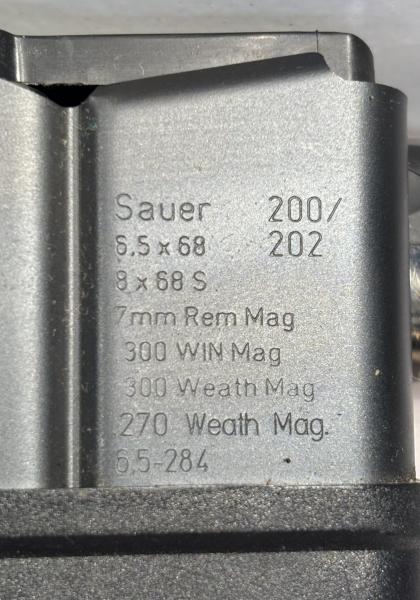 Sauer 200/
6,5 x 68 202
8 x 68 S
7mm Rem Mag
300 WIN Mag
300 Weath Mag
.270 Weath Mag.
6,5-284